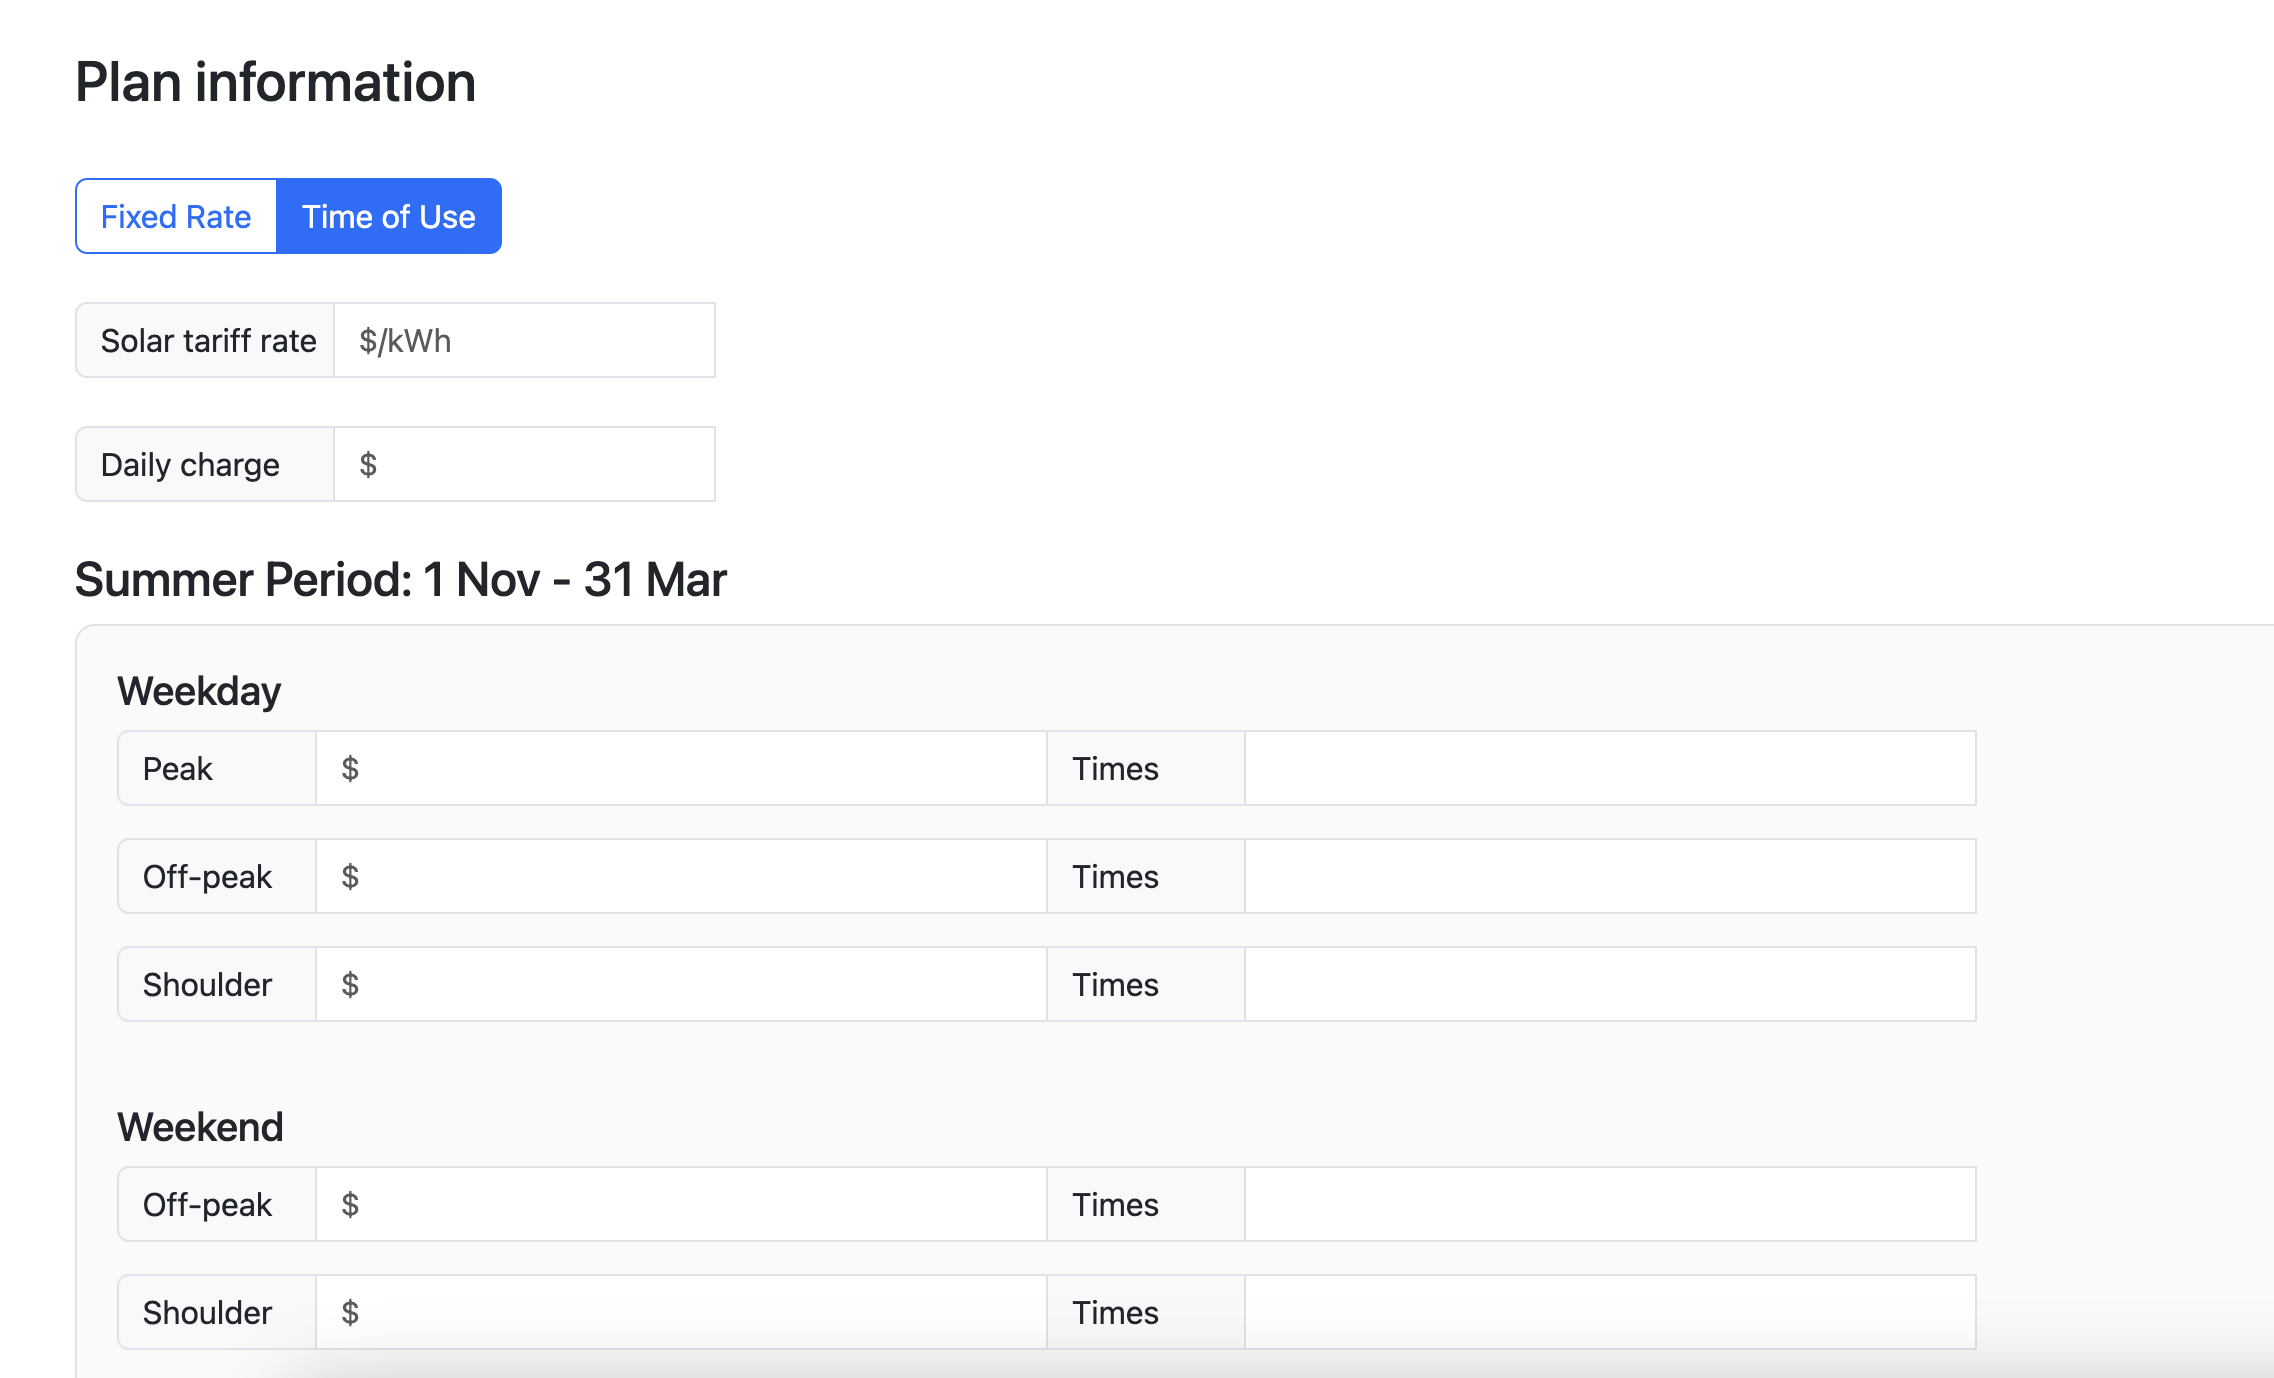 Plan information
Fixed Rate Time of Use
Solar tariff rate $/kWh
Daily charge $
Summer Period: 1 Nov - 31 Mar
Weekday
Peak $ Times
Off-peak $ Times
Shoulder $ Times
Weekend
Off-peak $ Times
Shoulder $ Times